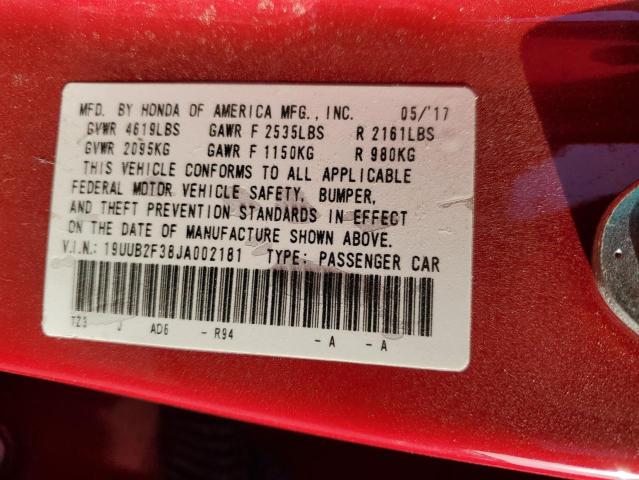 MFD. BY HONDA OF AMERICA MFG., INC. 05/'17
GVWR 4619LBS GAWR F 2535LBS R 2161LBS
GVWR 2095KG GAWR F 1150KG R 980KG
THIS VEHICLE CONFORMS TO ALL APPLICABLE
FEDERAL MOTOR VEHICLE SAFETY, BUMPER,
AND THEFT PREVENTION STANDARDS IN EFFECT
ON THE DATE OF MANUFACTURE SHOWN ABOVE.
V.I.N.: 19UUB2F38JA002181 TYPE: PASSENGER CAR
TZ3 J AD6 - R94 - A - A